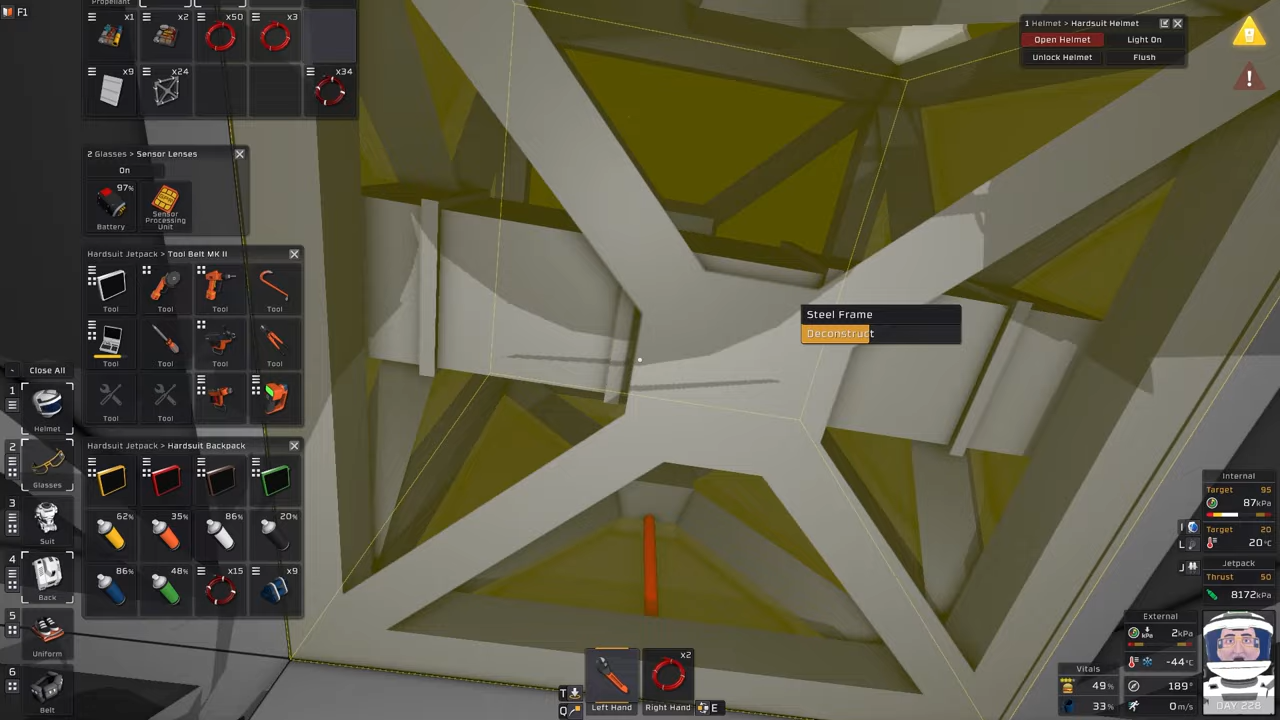 F1
Propellant
x1
x2
x50
x3
x9
x24
x34
1 Helmet > Hardsuit Helmet
Open Helmet
Light On
Unlock Helmet
Flush
2 Glasses > Sensor Lenses
On
97%
Battery
Sensor Processing Unit
Hardsuit Jetpack > Tool Belt MK II
Tool
Tool
Tool
Tool
Tool
Tool
Tool
Tool
Tool
Tool
Tool
Tool
Hardsuit Jetpack > Hardsuit Backpack
62%
35%
86%
20%
86%
48%
x15
x9
Close All
1
Helmet
2
Glasses
3
Suit
4
Back
5
Uniform
6
Belt
Steel Frame
Deconstruct
T
Q
Left Hand
x2
Right Hand
E
Internal
Target 95
87kPa
Target 20
20°C
Jetpack
Thrust 50
8172kPa
I
L
J
External
kPa
2kPa
-44°C
189°
0m/s
Vitals
49%
33%
DAY 228